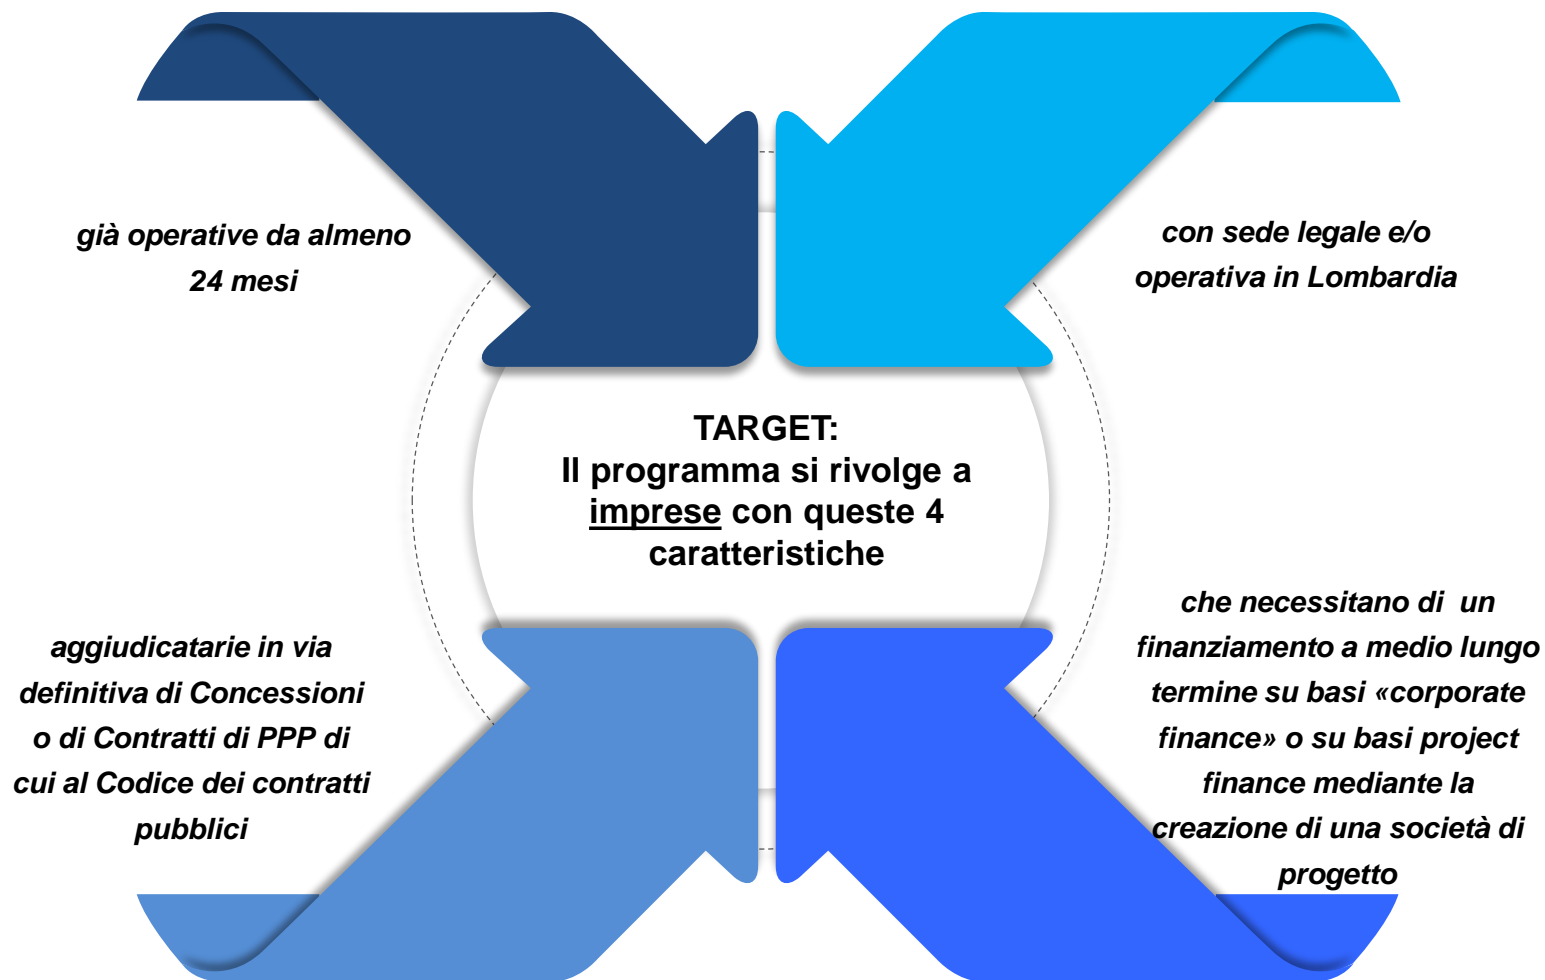 già operative da almeno
24 mesi
con sede legale e/o
operativa in Lombardia
TARGET:
Il programma si rivolge a
imprese con queste 4
caratteristiche
aggiudicatarie in via
definitiva di Concessioni
o di Contratti di PPP di
cui al Codice dei contratti
pubblici
che necessitano di un
finanziamento a medio lungo
termine su basi «corporate
finance» o su basi project
finance mediante la
creazione di una società di
progetto